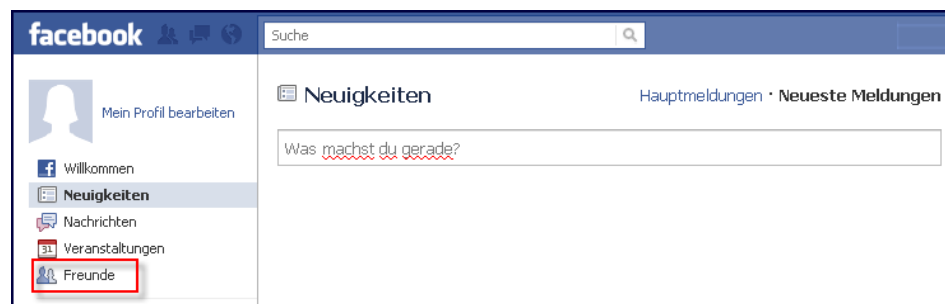 facebook
Suche
Mein Profil bearbeiten
Neuigkeiten
Hauptmeldungen · Neueste Meldungen
Was machst du gerade?
Willkommen
Neuigkeiten
Nachrichten
31 Veranstaltungen
Freunde